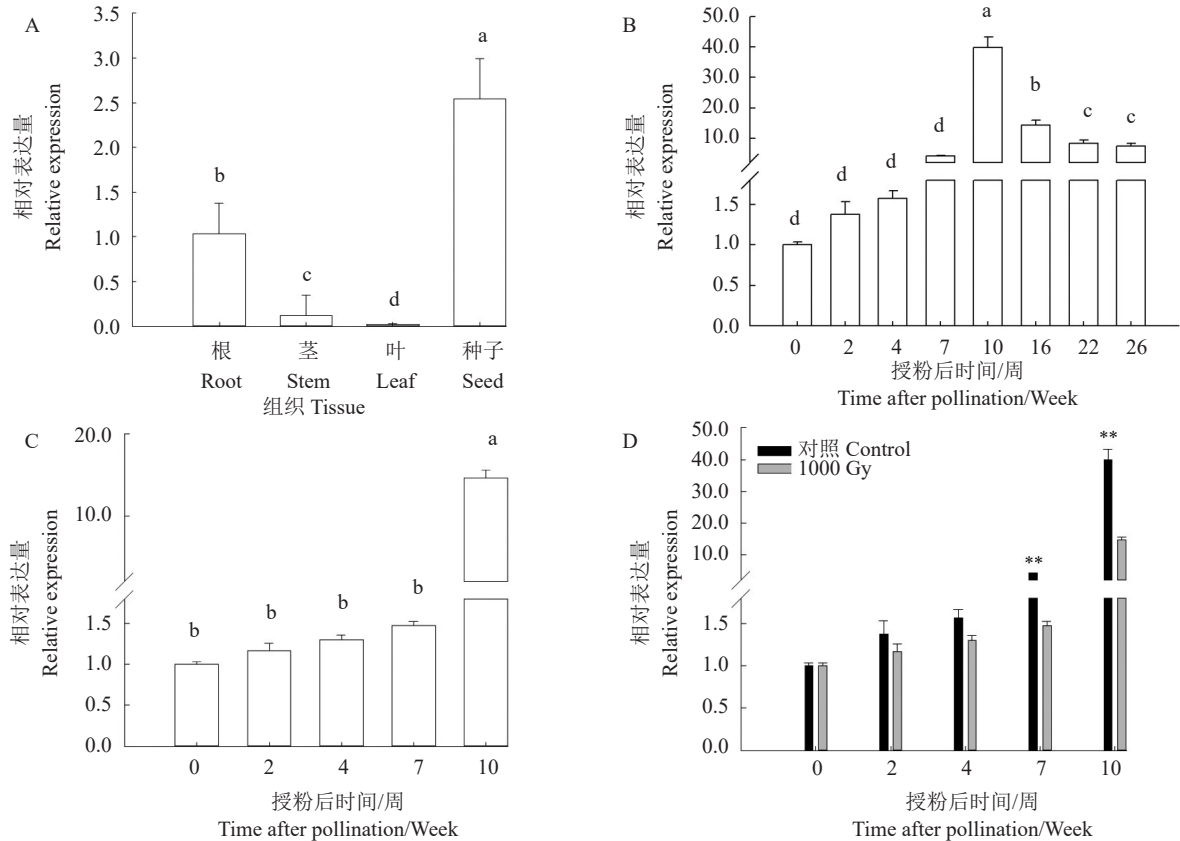 A
相对表达量
Relative expression
3.5
3.0
2.5
2.0
1.5
1.0
0.5
0.0
b
c
d
a
根 茎 叶 种子
Root Stem Leaf Seed
组织 Tissue
B
相对表达量
Relative expression
50.0
40.0
30.0
20.0
10.0
1.5
1.0
0.5
0.0
d
d
d
d
a
b
c
c
0 2 4 7 10 16 22 26
授粉后时间/周
Time after pollination/Week
C
相对表达量
Relative expression
20.0
10.0
1.5
1.0
0.5
0.0
b
b
b
b
a
0 2 4 7 10
授粉后时间/周
Time after pollination/Week
D
相对表达量
Relative expression
50.0
40.0
30.0
20.0
10.0
1.5
1.0
0.5
0.0
对照 Control
1000 Gy
**
**
0 2 4 7 10
授粉后时间/周
Time after pollination/Week